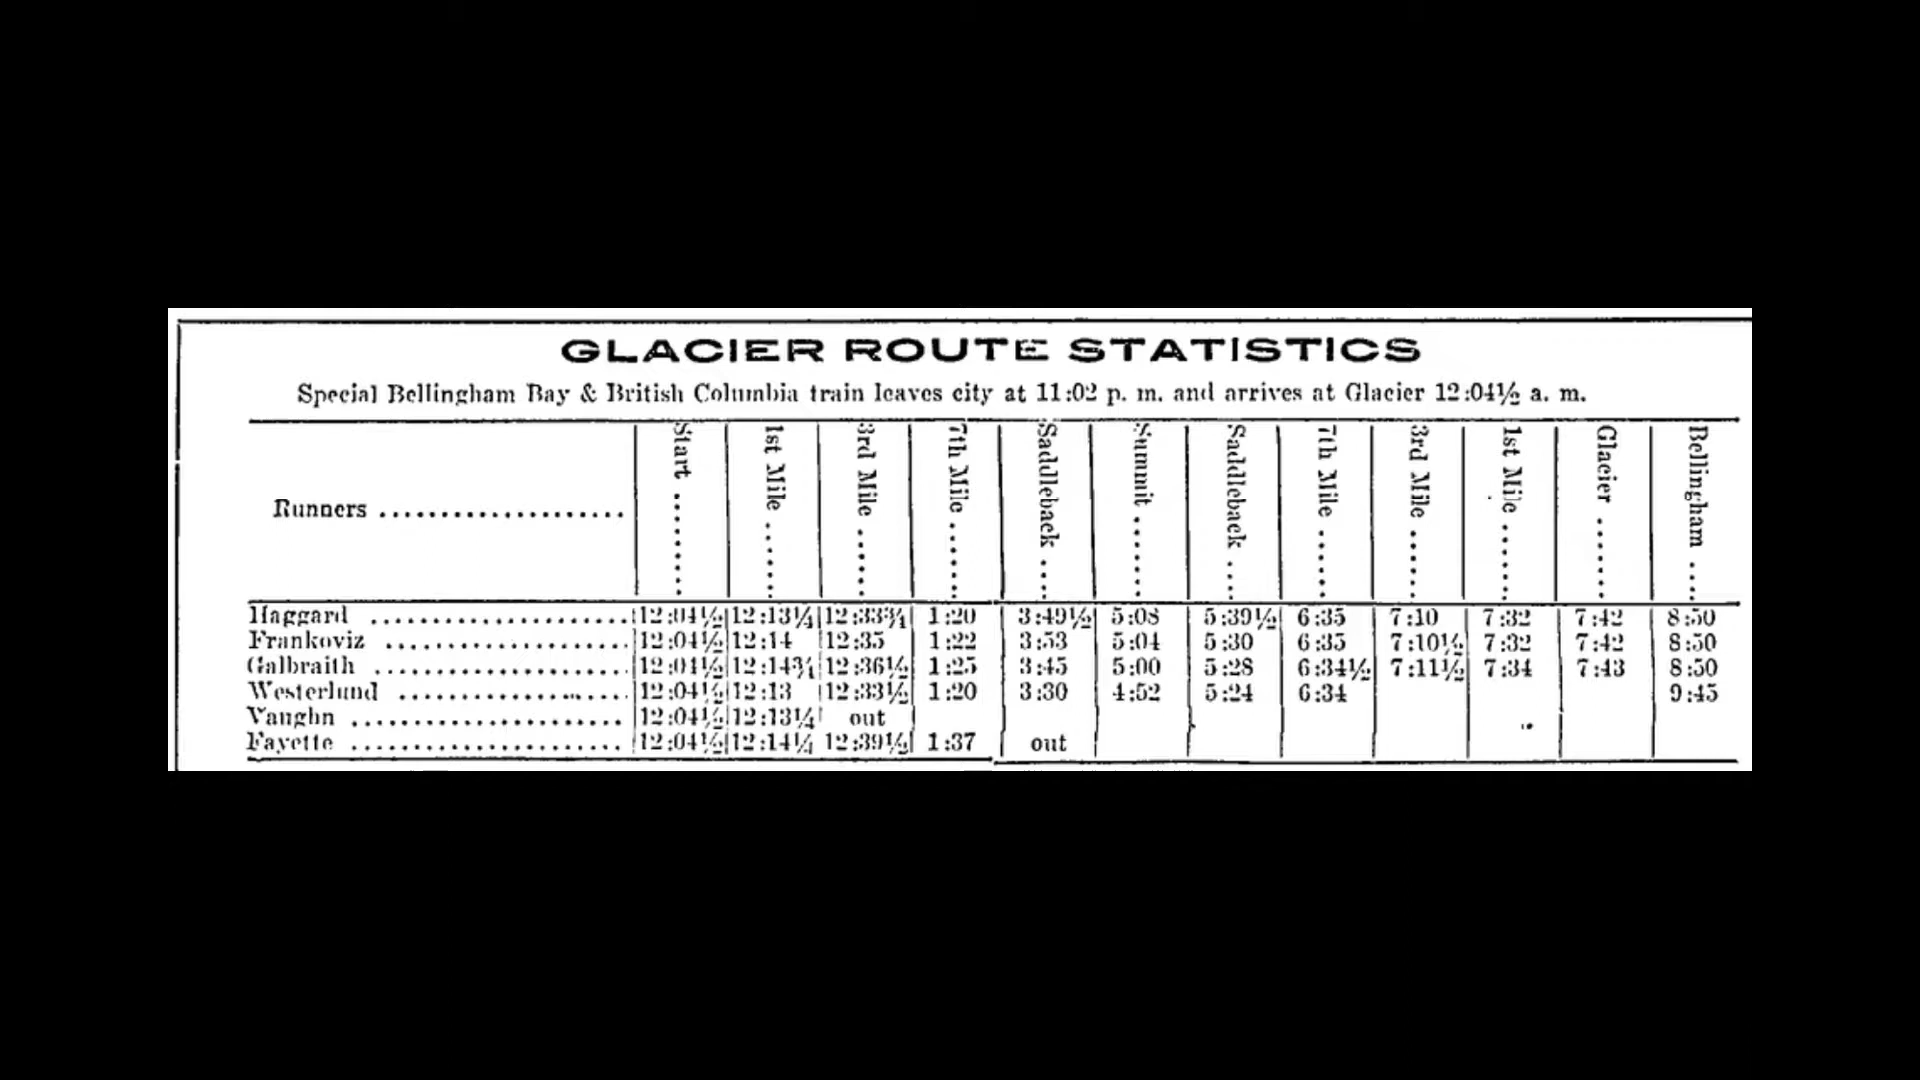 GLACIER ROUTE STATISTICS
Special Bellingham Bay & British Columbia train leaves city at 11:02 p. m. and arrives at Glacier 12:04½ a. m.
Runners .................... Start ........ 1st Mile ...... 3rd Mile ...... 7th Mile ...... Saddleback ... Summit ...... Saddleback ... 7th Mile ...... 3rd Mile ...... 1st Mile ...... Glacier ...... Bellingham ...
Haggard ..................... 12:04½ 12:13¼ 12:33¾ 1:20 3:49½ 5:08 5:39½ 6:35 7:10 7:32 7:42 8:50
Frankoviz .................... 12:04½ 12:14 12:35 1:22 3:53 5:04 5:30 6:35 7:10½ 7:32 7:42 8:50
Galbraith .................... 12:04½ 12:14¾ 12:36½ 1:25 3:45 5:00 5:28 6:34½ 7:11½ 7:34 7:43 8:50
Westerlund ................... 12:04½ 12:13 12:33½ 1:20 3:30 4:52 5:24 6:34 9:45
Vaughn ...................... 12:04½ 12:13¼ out
Fayette ...................... 12:04½ 12:14¼ 12:39½ 1:37 out